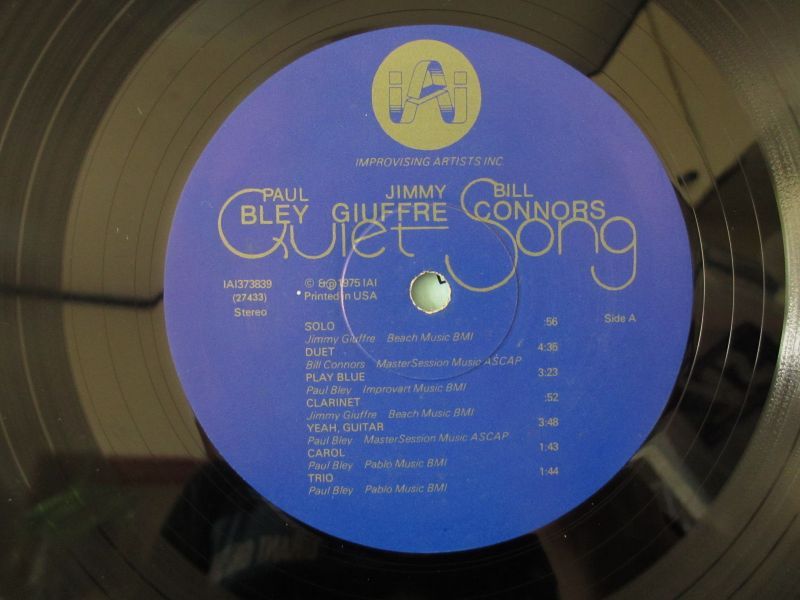 iAi
IMPROVISING ARTISTS INC
PAUL BLEY
JIMMY GIUFFRE
BILL CONNORS
Quiet Song
IAI373839
(27433)
Stereo
© & ℗ 1975 IAI
Printed in USA
Side A
SOLO :56
Jimmy Giuffre Beach Music BMI
DUET 4:36
Bill Connors MasterSession Music ASCAP
PLAY BLUE 3:23
Paul Bley Improvart Music BMI
CLARINET :52
Jimmy Giuffre Beach Music BMI
YEAH, GUITAR 3:48
Paul Bley MasterSession Music ASCAP
CAROL 1:43
Paul Bley Pablo Music BMI
TRIO 1:44
Paul Bley Pablo Music BMI